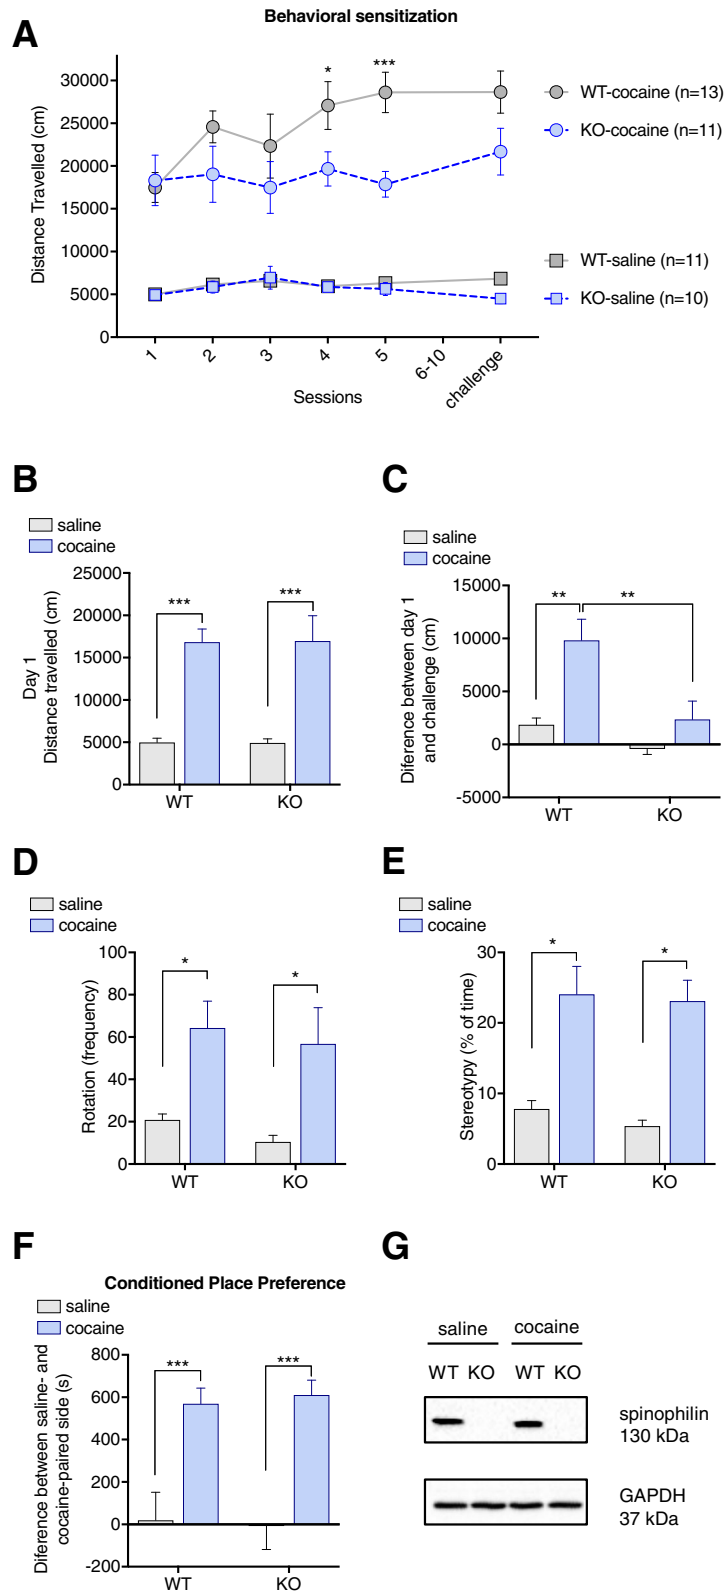 Behavioral sensitization
A
Distance Travelled (cm)
30000
25000
20000
15000
10000
5000
0
* ***
WT-cocaine (n=13)
KO-cocaine (n=11)
WT-saline (n=11)
KO-saline (n=10)
1 2 3 4 5 6-10 challenge
Sessions
B
saline
cocaine
Day 1
Distance travelled (cm)
25000
20000
15000
10000
5000
0
*** ***
WT KO
C
saline
cocaine
Diference between day 1
and challenge (cm)
15000
10000
5000
0
-5000
** **
WT KO
D
saline
cocaine
Rotation (frequency)
100
80
60
40
20
0
* *
WT KO
E
saline
cocaine
Stereotypy (% of time)
30
20
10
0
* *
WT KO
F
Conditioned Place Preference
saline
cocaine
Diference between saline- and
cocaine-paired side (s)
800
600
400
200
0
-200
*** ***
WT KO
G
saline cocaine
WT KO WT KO
spinophilin
130 kDa
GAPDH
37 kDa